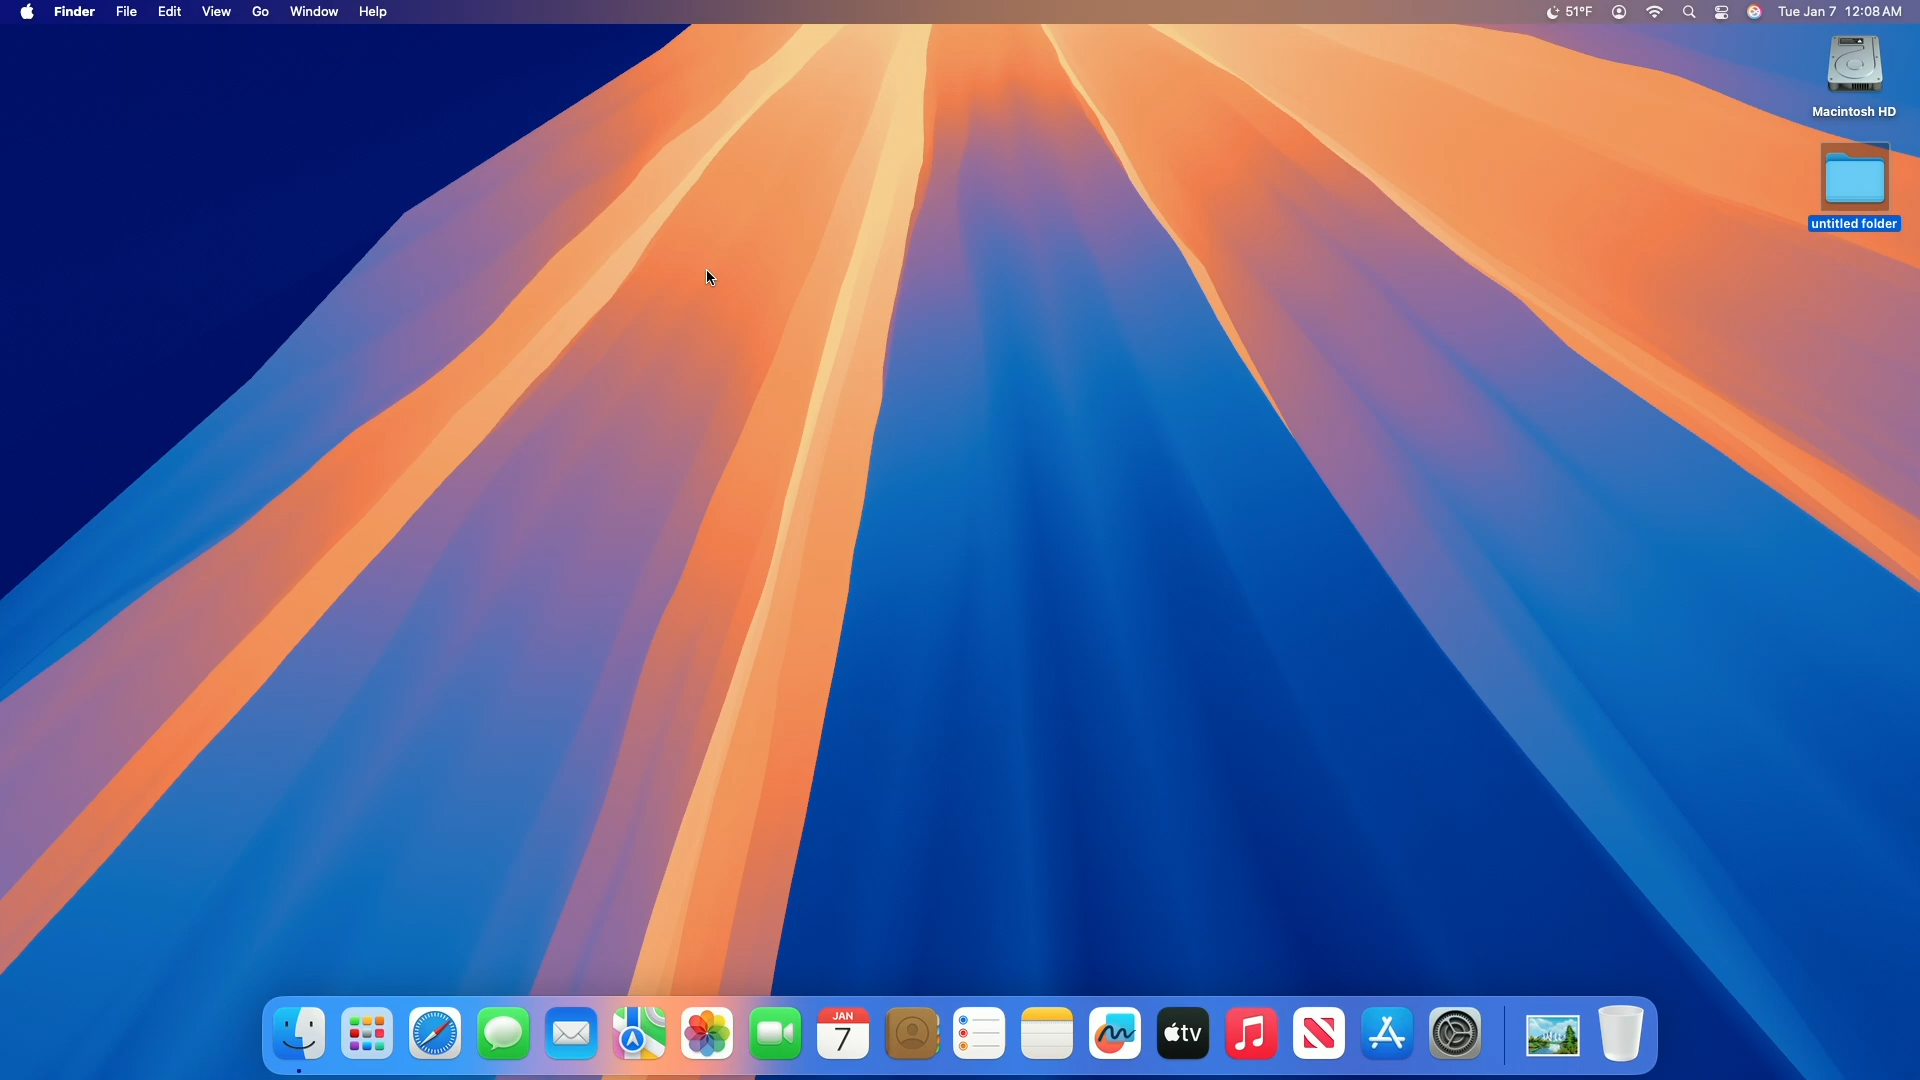 Finder File Edit View Go Window Help 51°F Tue Jan 7 12:08 AM
Macintosh HD
untitled folder
JAN
7
tv